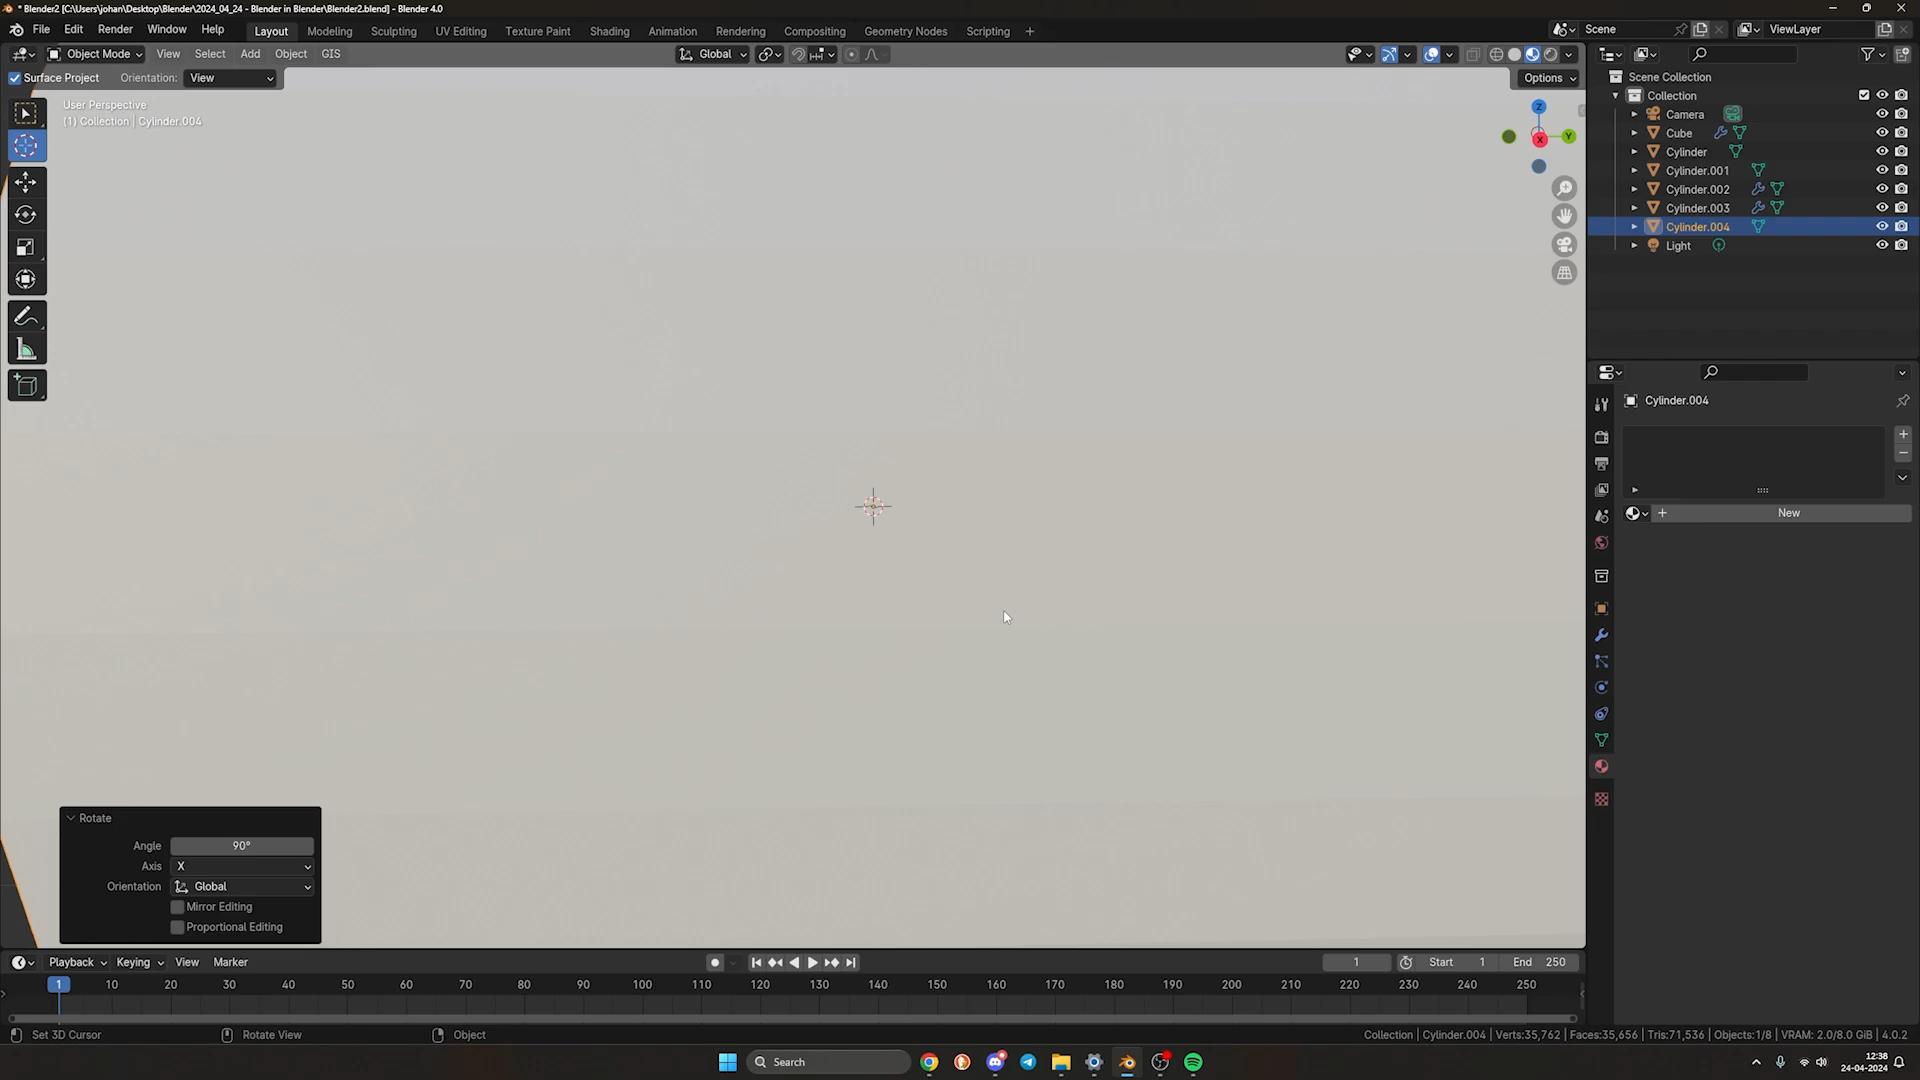 * Blender2 [C:\Users\johan\Desktop\Blender\2024_04_24 - Blender in Blender\Blender2.blend] - Blender 4.0
File Edit Render Window Help Layout Modeling Sculpting UV Editing Texture Paint Shading Animation Rendering Compositing Geometry Nodes Scripting + Scene ViewLayer
Object Mode View Select Add Object GIS Global
Surface Project Orientation: View Options
User Perspective
(1) Collection | Cylinder.004
Z
Y
X
Scene Collection
Collection
Camera
Cube
Cylinder
Cylinder.001
Cylinder.002
Cylinder.003
Cylinder.004
Light
Cylinder.004
New
Rotate
Angle 90°
Axis X
Orientation Global
Mirror Editing
Proportional Editing
Playback Keying View Marker 1 Start 1 End 250
1 10 20 30 40 50 60 70 80 90 100 110 120 130 140 150 160 170 180 190 200 210 220 230 240 250
Set 3D Cursor Rotate View Object Collection | Cylinder.004 | Verts:35,762 | Faces:35,656 | Tris:71,536 | Objects:1/8 | VRAM: 2.0/8.0 GiB | 4.0.2
Search
12:38
24-04-2024